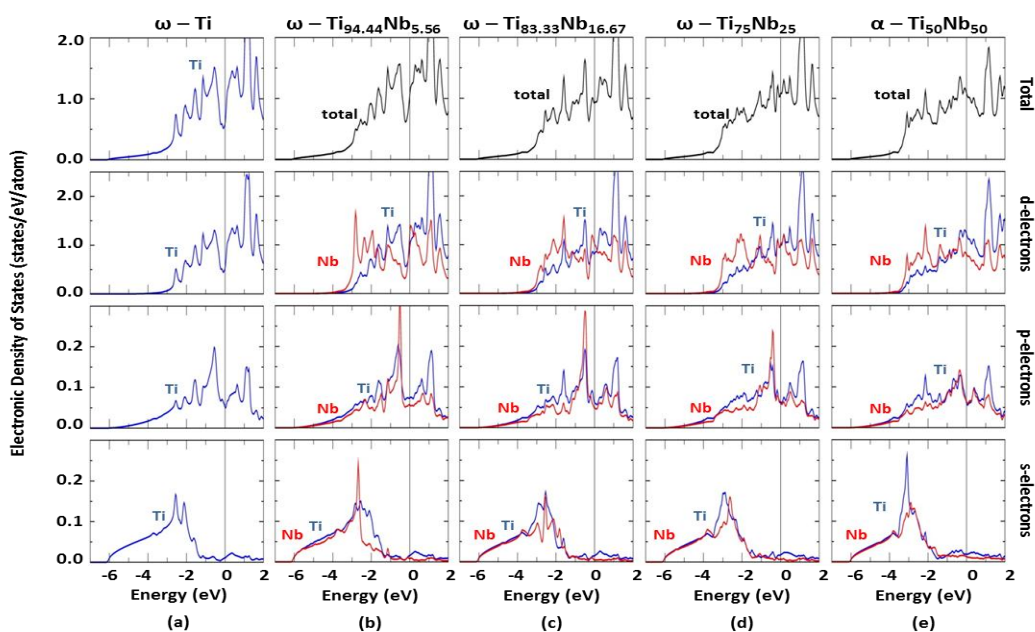 ω – Ti ω – Ti94.44Nb5.56 ω – Ti83.33Nb16.67 ω – Ti75Nb25 α – Ti50Nb50
Electronic Density of States (states/eV/atom)
2.0
1.0
0.0
Ti total total total total
Total
2.0
1.0
0.0
Ti Ti Nb Ti Nb Ti Nb Ti Nb
d-electrons
0.2
0.1
0.0
Ti Ti Nb Ti Nb Ti Nb Ti Nb
p-electrons
0.2
0.1
0.0
Ti Nb Ti Nb Ti Nb Ti Nb Ti
s-electrons
-6 -4 -2 0 2 -6 -4 -2 0 2 -6 -4 -2 0 2 -6 -4 -2 0 2 -6 -4 -2 0 2
Energy (eV) Energy (eV) Energy (eV) Energy (eV) Energy (eV)
(a) (b) (c) (d) (e)